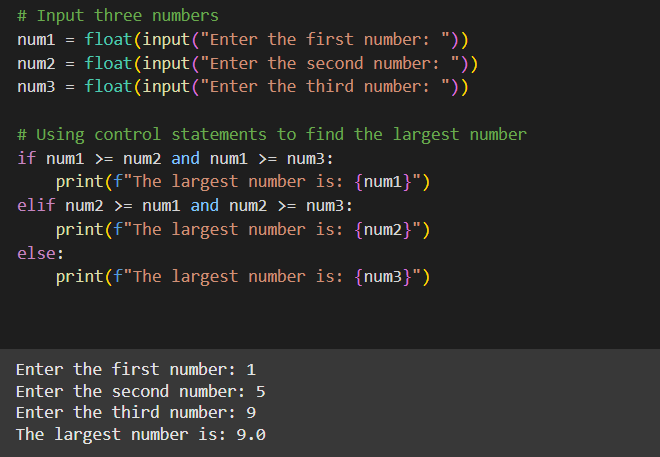 # Input three numbers
num1 = float(input("Enter the first number: "))
num2 = float(input("Enter the second number: "))
num3 = float(input("Enter the third number: "))

# Using control statements to find the largest number
if num1 >= num2 and num1 >= num3:
    print(f"The largest number is: {num1}")
elif num2 >= num1 and num2 >= num3:
    print(f"The largest number is: {num2}")
else:
    print(f"The largest number is: {num3}")

Enter the first number: 1
Enter the second number: 5
Enter the third number: 9
The largest number is: 9.0